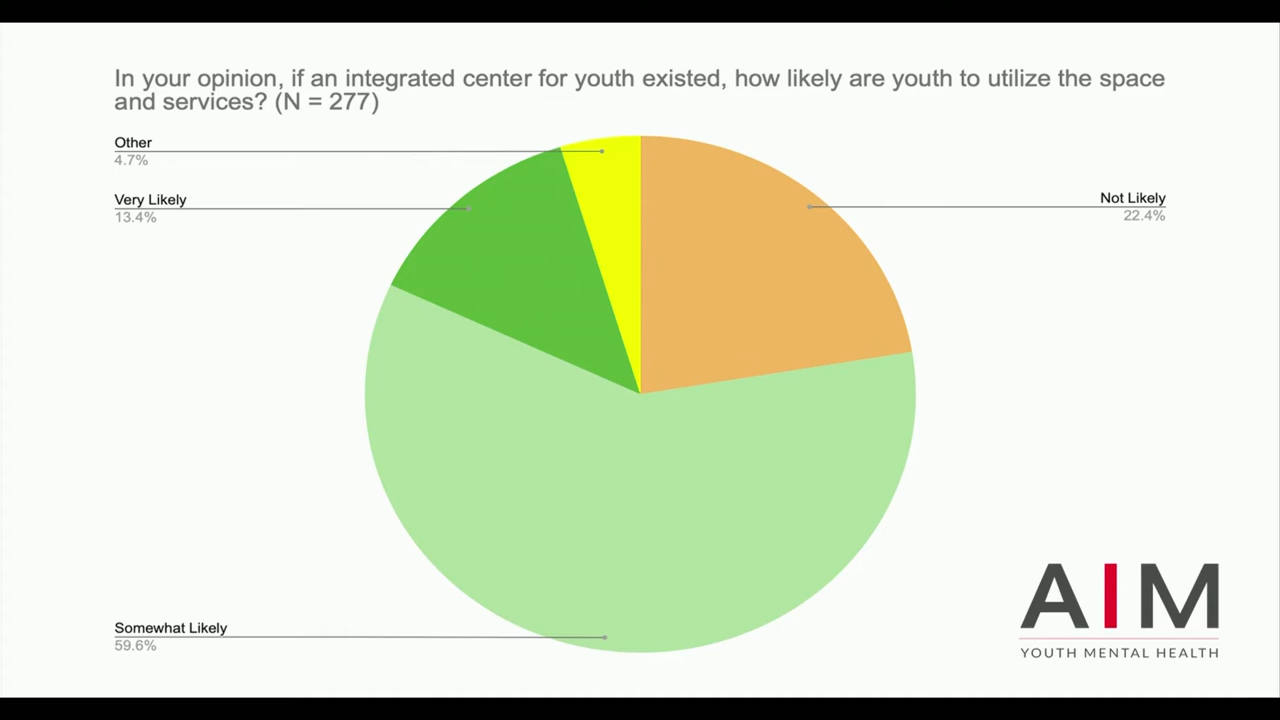 In your opinion, if an integrated center for youth existed, how likely are youth to utilize the space
and services? (N = 277)
Other
4.7%
Very Likely
13.4%
Not Likely
22.4%
Somewhat Likely
59.6%
AIM
YOUTH MENTAL HEALTH